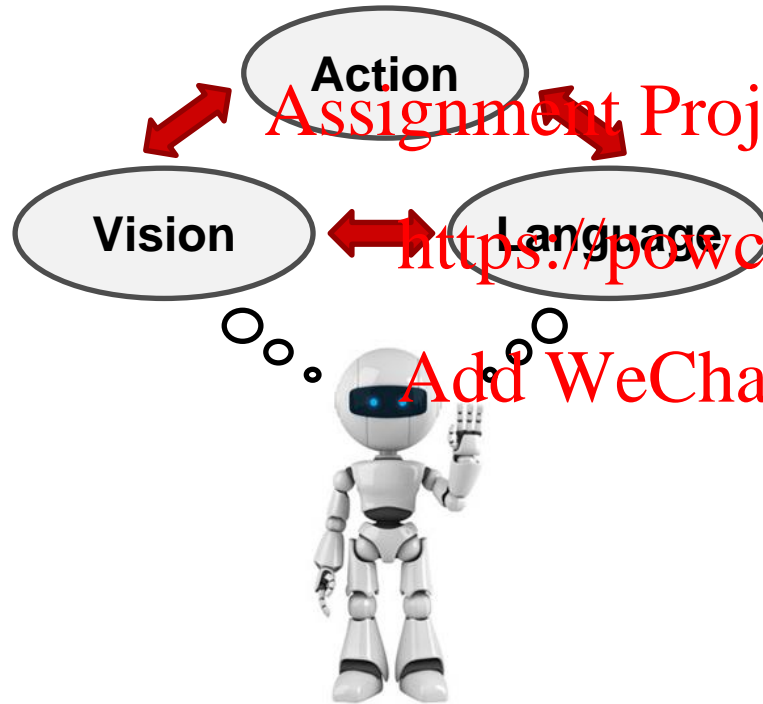 Action
Assignment Proj
Vision
Language
https://powc
Add WeCha